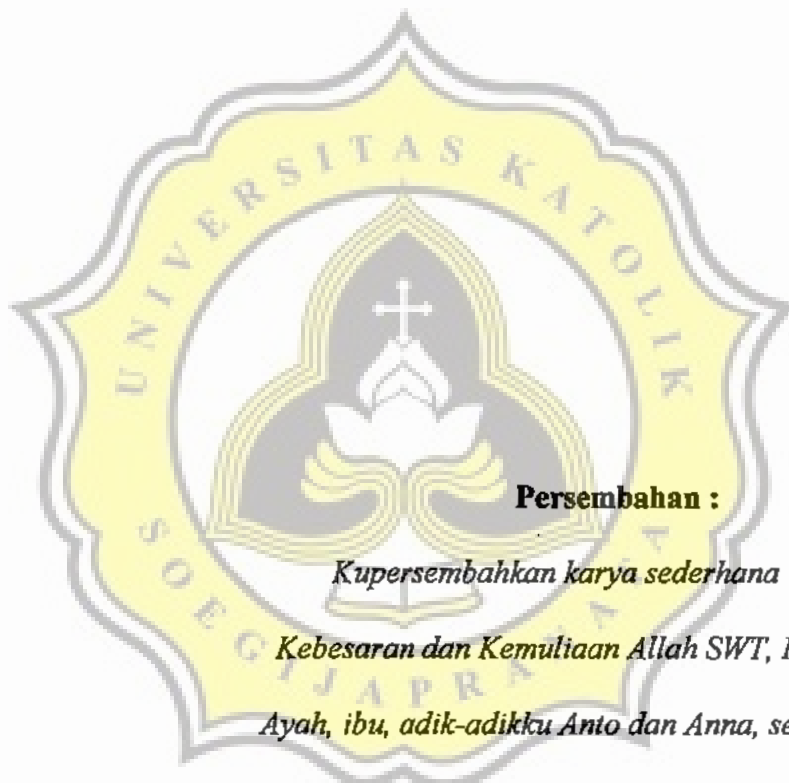 UNIVERSITAS KATOLIK
SOEGIJAPRANATA
Persembahan :
Kupersembahkan karya sederhana
Kebesaran dan Kemuliaan Allah SWT,
Ayah, ibu, adik-adikku Anto dan Anna,